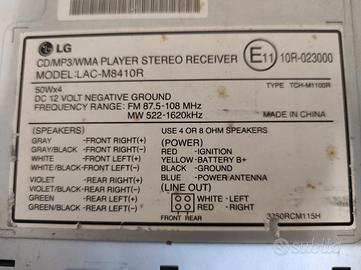 LG
CD/MP3/WMA PLAYER STEREO RECEIVER
MODEL:LAC-M8410R
E11 10R-023000
TYPE TCH-M1100R
50Wx4
DC 12 VOLT NEGATIVE GROUND
FREQUENCY RANGE: FM 87.5-108 MHz
MW 522-1620kHz
MADE IN CHINA
[SPEAKERS]
GRAY -FRONT RIGHT(+)
GRAY/BLACK -FRONT RIGHT(-)
WHITE -FRONT LEFT(+)
WHITE/BLACK -FRONT LEFT(-)
VIOLET -REAR RIGHT(+)
VIOLET/BLACK-REAR RIGHT(-)
GREEN -REAR LEFT(+)
GREEN/BLACK -REAR LEFT(-)
USE 4 OR 8 OHM SPEAKERS
(POWER)
RED -IGNITION
YELLOW-BATTERY B+
BLACK -GROUND
BLUE -POWER ANTENNA
(LINE OUT)
WHITE - LEFT
RED - RIGHT
FRONT REAR
3850RCM115H
subito